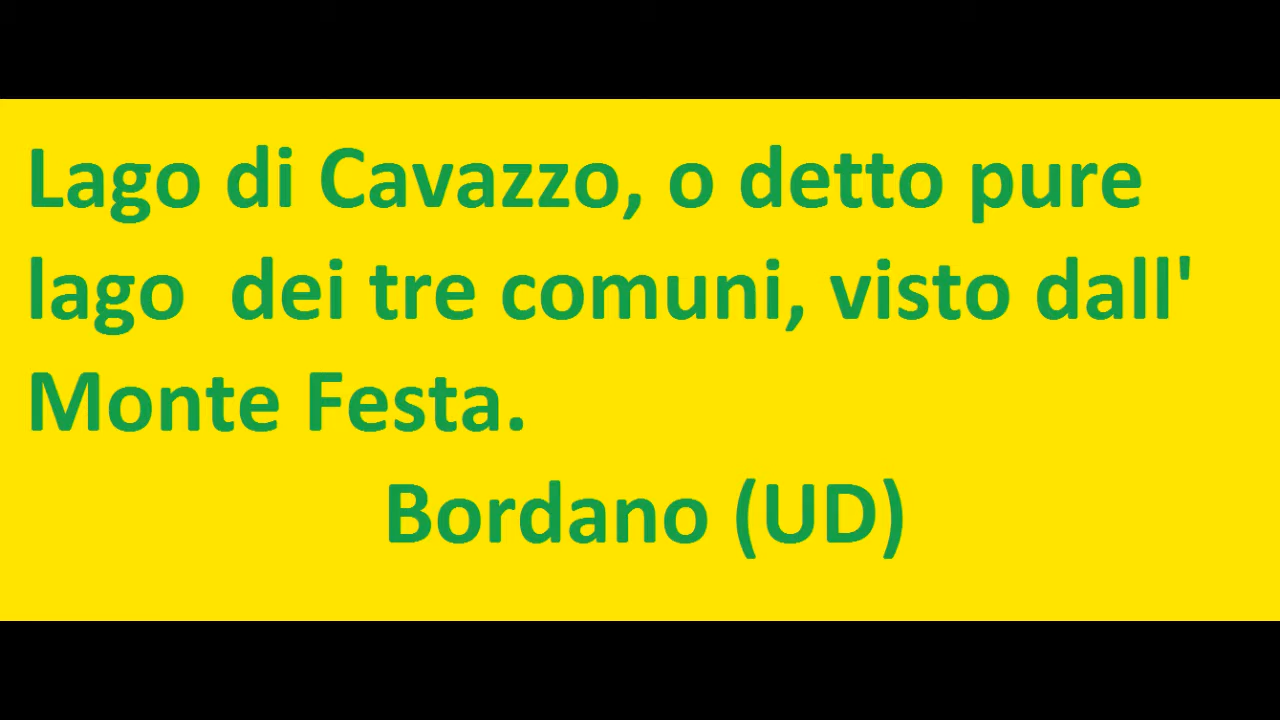 Lago di Cavazzo, o detto pure
lago  dei tre comuni, visto dall'
Monte Festa.
Bordano (UD)